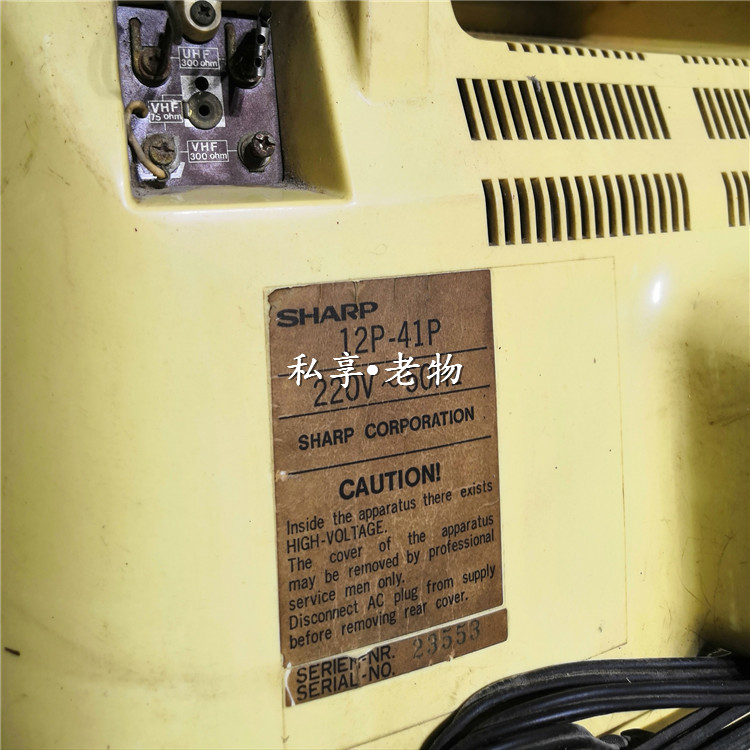 UHF
300 ohm
VHF
75 ohm
VHF
300 ohm
SHARP
12P-41P
私享•老物
220V
SHARP CORPORATION
CAUTION!
Inside the apparatus there exists
HIGH-VOLTAGE.
The cover of the apparatus
may be removed by professional
service men only.
Disconnect AC plug from supply
before removing rear cover.
SERIEN-NR.
SERIAL-NO. 23553